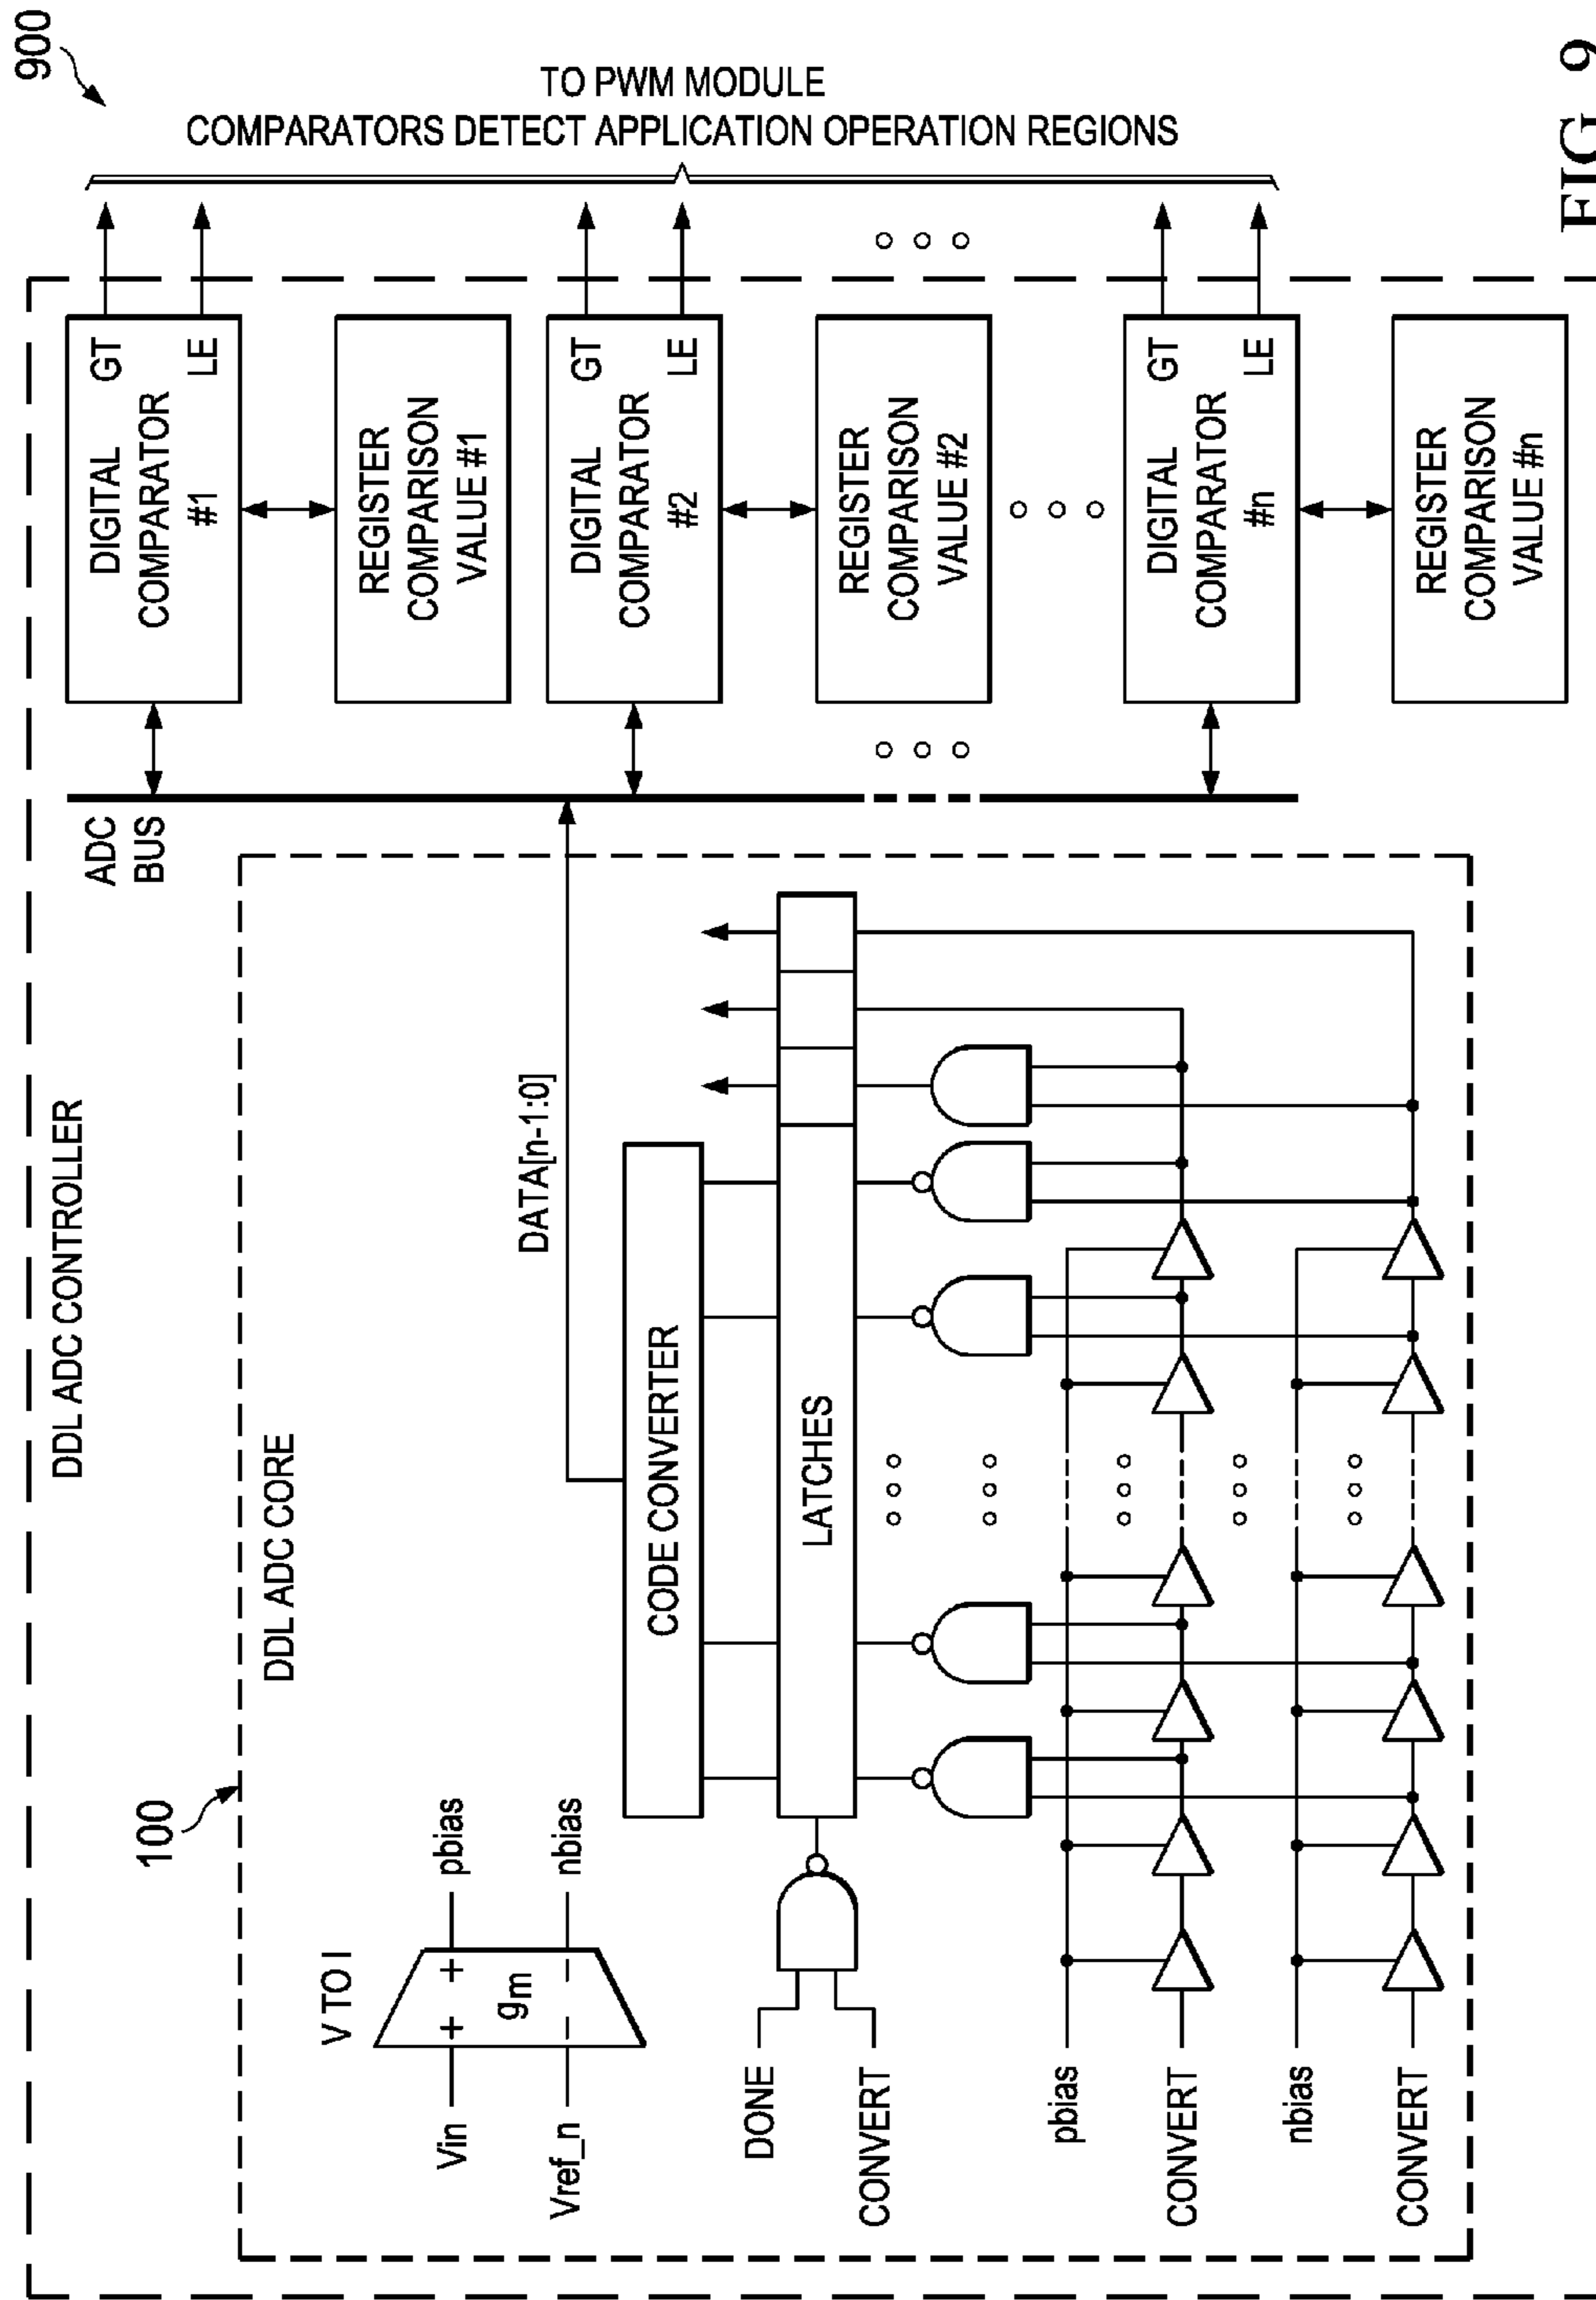 900
TO PWM MODULE
COMPARATORS DETECT APPLICATION OPERATION REGIONS
DDL ADC CONTROLLER
ADC
BUS
DIGITAL
COMPARATOR
#1
GT
LE
REGISTER
COMPARISON
VALUE #1
DIGITAL
COMPARATOR
#2
GT
LE
REGISTER
COMPARISON
VALUE #2
DIGITAL
COMPARATOR
#n
GT
LE
REGISTER
COMPARISON
VALUE #n
100
DDL ADC CORE
V TO I
Vin
Vref_n
+ +
gm
– –
pbias
nbias
DATA[n-1:0]
CODE CONVERTER
LATCHES
DONE
CONVERT
pbias
CONVERT
nbias
CONVERT
FIG 9